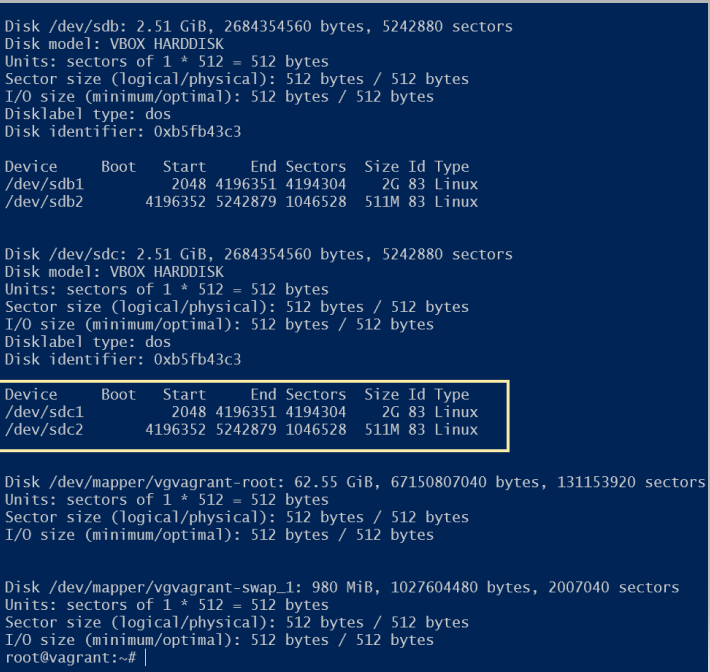 Disk /dev/sdb: 2.51 GiB, 2684354560 bytes, 5242880 sectors
Disk model: VBOX HARDDISK
Units: sectors of 1 * 512 = 512 bytes
Sector size (logical/physical): 512 bytes / 512 bytes
I/O size (minimum/optimal): 512 bytes / 512 bytes
Disklabel type: dos
Disk identifier: 0xb5fb43c3
Device     Boot   Start     End Sectors  Size Id Type
/dev/sdb1          2048 4196351 4194304    2G 83 Linux
/dev/sdb2       4196352 5242879 1046528  511M 83 Linux
Disk /dev/sdc: 2.51 GiB, 2684354560 bytes, 5242880 sectors
Disk model: VBOX HARDDISK
Units: sectors of 1 * 512 = 512 bytes
Sector size (logical/physical): 512 bytes / 512 bytes
I/O size (minimum/optimal): 512 bytes / 512 bytes
Disklabel type: dos
Disk identifier: 0xb5fb43c3
Device     Boot   Start     End Sectors  Size Id Type
/dev/sdc1          2048 4196351 4194304    2G 83 Linux
/dev/sdc2       4196352 5242879 1046528  511M 83 Linux
Disk /dev/mapper/vgvagrant-root: 62.55 GiB, 67150807040 bytes, 131153920 sectors
Units: sectors of 1 * 512 = 512 bytes
Sector size (logical/physical): 512 bytes / 512 bytes
I/O size (minimum/optimal): 512 bytes / 512 bytes
Disk /dev/mapper/vgvagrant-swap_1: 980 MiB, 1027604480 bytes, 2007040 sectors
Units: sectors of 1 * 512 = 512 bytes
Sector size (logical/physical): 512 bytes / 512 bytes
I/O size (minimum/optimal): 512 bytes / 512 bytes
root@vagrant:~#